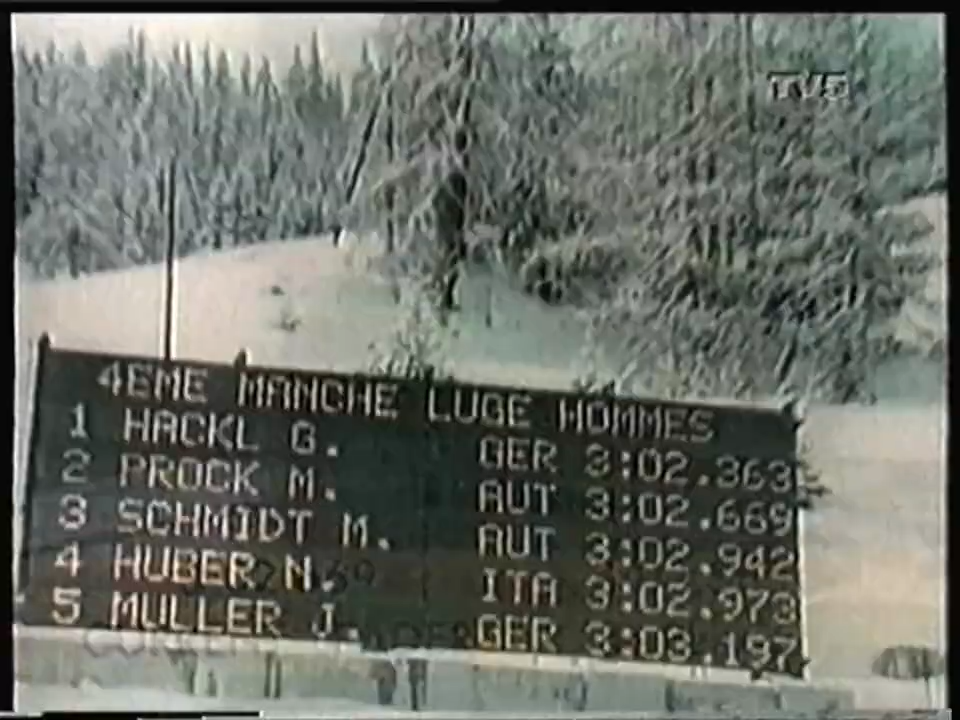 TV5
4EME MANCHE LUGE HOMMES
1 HACKL G. GER 3:02.363
2 PROCK M. AUT 3:02.669
3 SCHMIDT M. AUT 3:02.942
4 HUBER N. ITA 3:02.973
5 MULLER J. GER 3:03.197